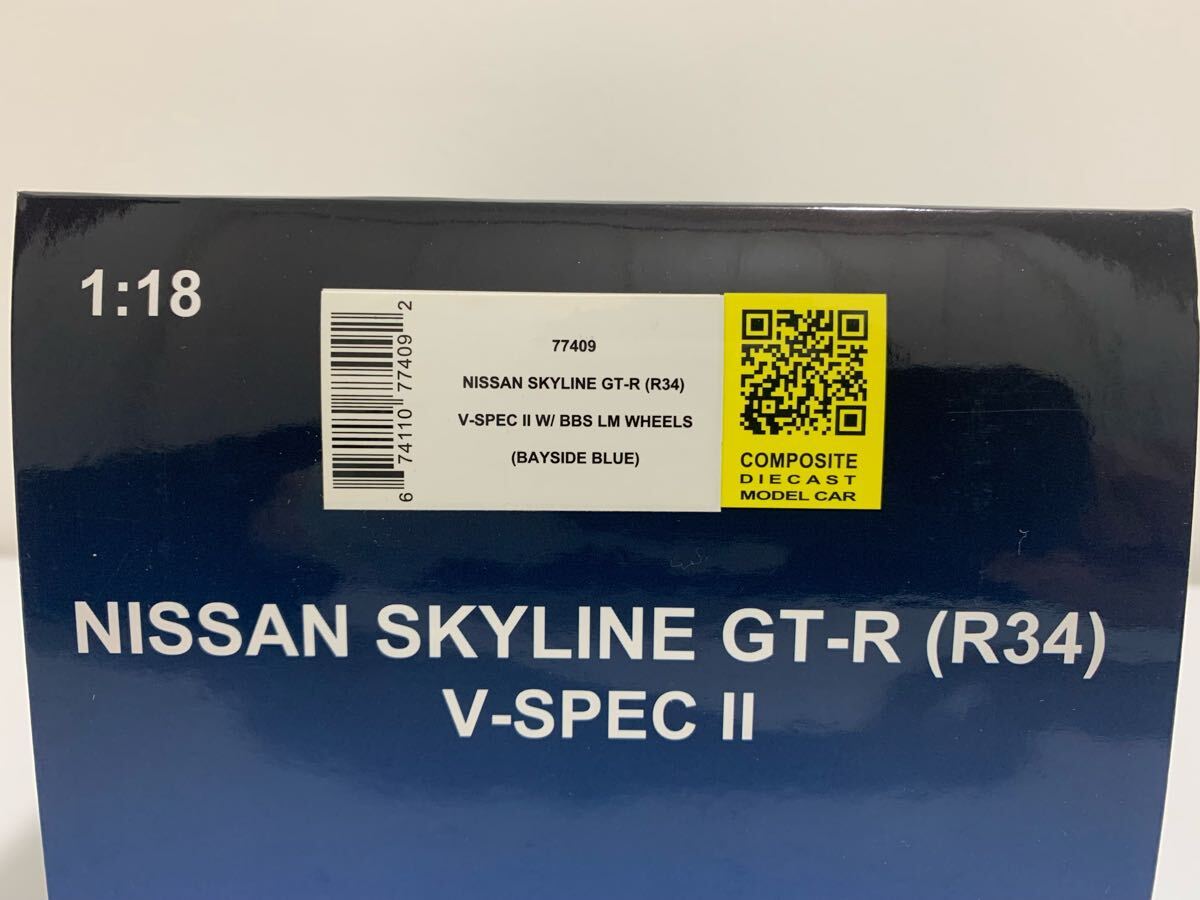 1:18
6 74110 77409 2
77409
NISSAN SKYLINE GT-R (R34)
V-SPEC II W/ BBS LM WHEELS
(BAYSIDE BLUE)
COMPOSITE
DIECAST
MODEL CAR
NISSAN SKYLINE GT-R (R34)
V-SPEC II